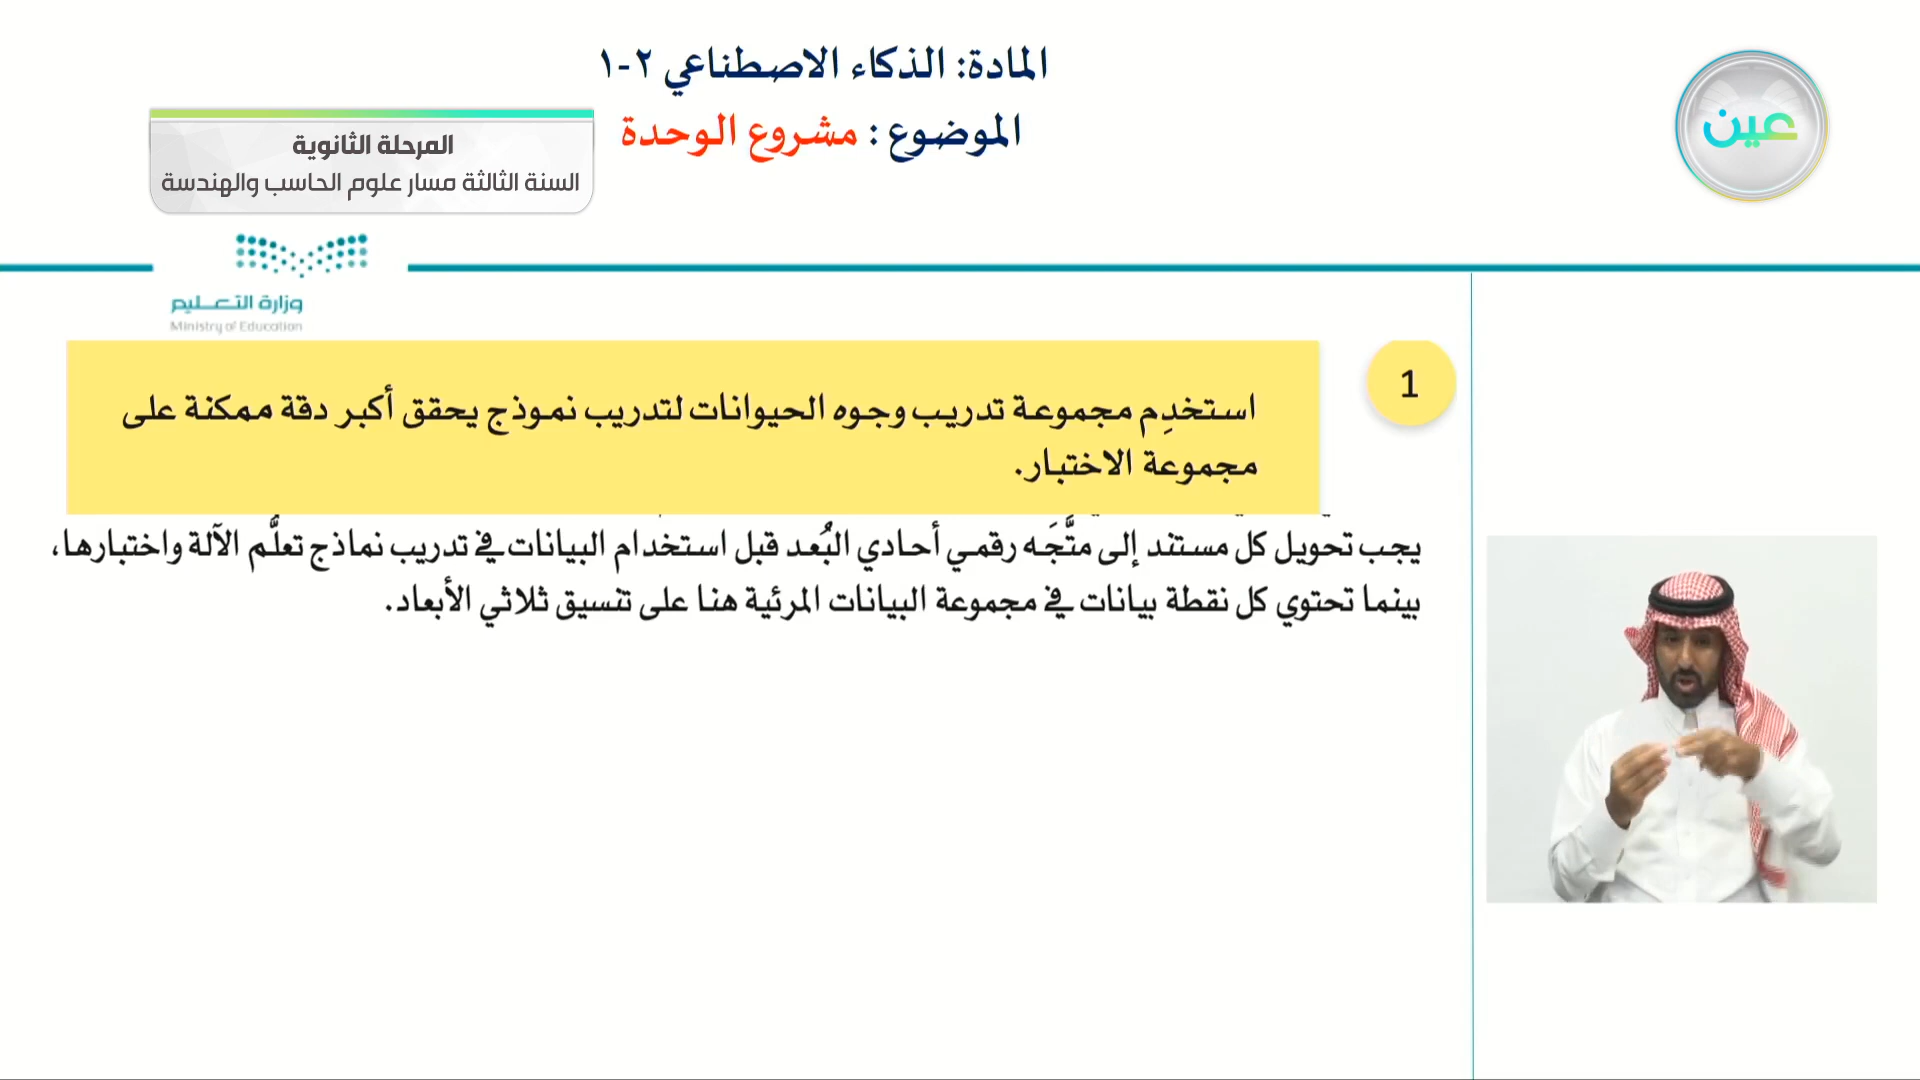 المادة: الذكاء الاصطناعي ٢-١
الموضوع : مشروع الوحدة
عين
المرحلة الثانوية
السنة الثالثة مسار علوم الحاسب والهندسة
وزارة التعليم
Ministry of Education
1
استخدِم مجموعة تدريب وجوه الحيوانات لتدريب نموذج يحقق أكبر دقة ممكنة على
مجموعة الاختبار.
يجب تحويل كل مستند إلى متَّجَه رقمي أحادي البُعد قبل استخدام البيانات في تدريب نماذج تعلَّم الآلة واختبارها،
بينما تحتوي كل نقطة بيانات في مجموعة البيانات المرئية هنا على تنسيق ثلاثي الأبعاد.